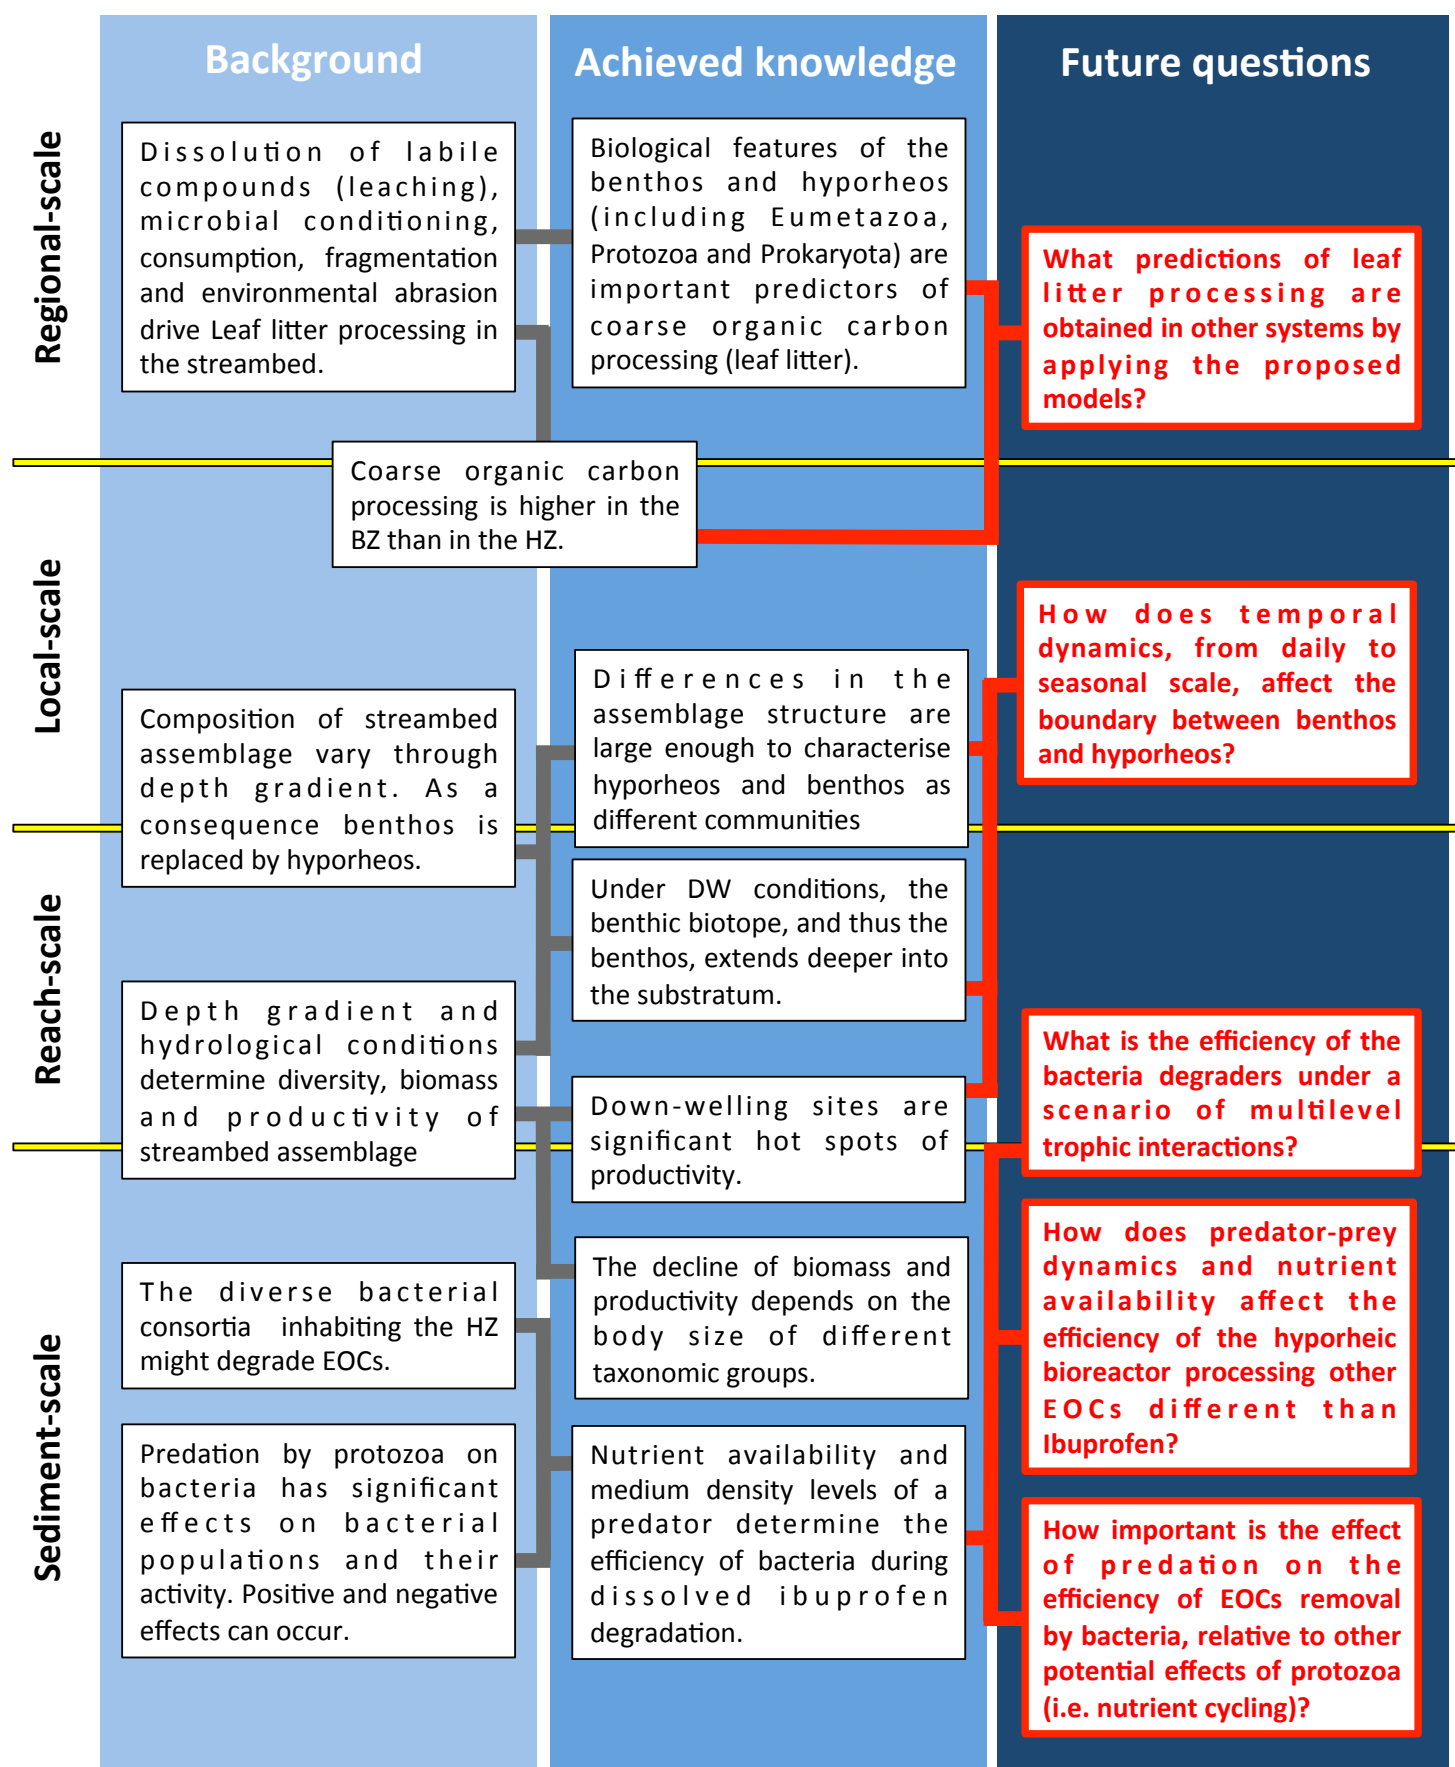 Background
Achieved knowledge
Future questions
Regional-scale
Dissolution of labile
compounds (leaching),
microbial conditioning,
consumption, fragmentation
and environmental abrasion
drive Leaf litter processing in
the streambed.
Biological features of the
benthos and hyporheos
(including Eumetazoa,
Protozoa and Prokaryota) are
important predictors of
coarse organic carbon
processing (leaf litter).
What predictions of leaf
litter processing are
obtained in other systems by
applying the proposed
models?
Coarse organic carbon
processing is higher in the
BZ than in the HZ.
Local-scale
Composition of streambed
assemblage vary through
depth gradient. As a
consequence benthos is
replaced by hyporheos.
Differences in the
assemblage structure are
large enough to characterise
hyporheos and benthos as
different communities
How does temporal
dynamics, from daily to
seasonal scale, affect the
boundary between benthos
and hyporheos?
Reach-scale
Under DW conditions, the
benthic biotope, and thus the
benthos, extends deeper into
the substratum.
Depth gradient and
hydrological conditions
determine diversity, biomass
and productivity of
streambed assemblage
Down-welling sites are
significant hot spots of
productivity.
What is the efficiency of the
bacteria degraders under a
scenario of multilevel
trophic interactions?
Sediment-scale
The diverse bacterial
consortia inhabiting the HZ
might degrade EOCs.
The decline of biomass and
productivity depends on the
body size of different
taxonomic groups.
How does predator-prey
dynamics and nutrient
availability affect the
efficiency of the hyporheic
bioreactor processing other
EOCs different than
Ibuprofen?
Predation by protozoa on
bacteria has significant
effects on bacterial
populations and their
activity. Positive and negative
effects can occur.
Nutrient availability and
medium density levels of a
predator determine the
efficiency of bacteria during
dissolved ibuprofen
degradation.
How important is the effect
of predation on the
efficiency of EOCs removal
by bacteria, relative to other
potential effects of protozoa
(i.e. nutrient cycling)?